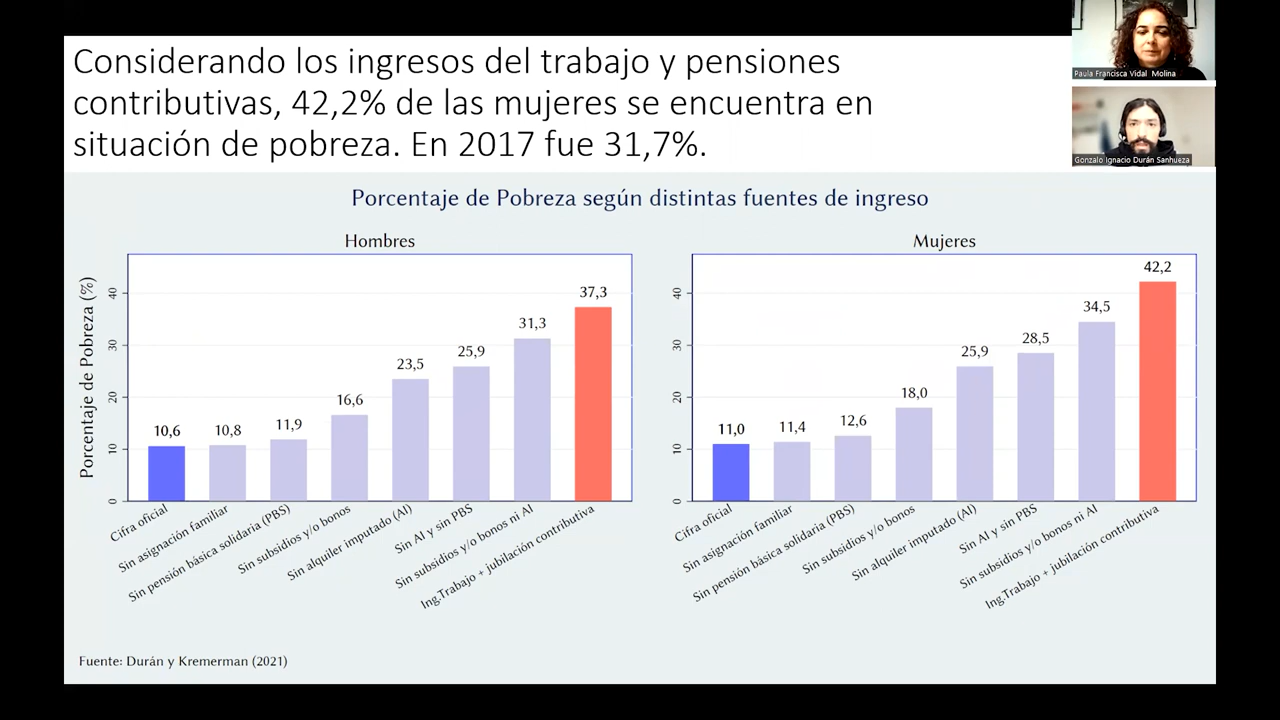 Considerando los ingresos del trabajo y pensiones
contributivas, 42,2% de las mujeres se encuentra en
situación de pobreza. En 2017 fue 31,7%.
Paula Francisca Vidal Molina
Gonzalo Ignacio Durán Sanhueza
Porcentaje de Pobreza según distintas fuentes de ingreso
Hombres
Porcentaje de Pobreza (%)
40
30
20
10
0
10,6
10,8
11,9
16,6
23,5
25,9
31,3
37,3
Cifra oficial
Sin asignación familiar
Sin pensión básica solidaria (PBS)
Sin subsidios y/o bonos
Sin alquiler imputado (AI)
Sin AI y sin PBS
Sin subsidios y/o bonos ni AI
Ing.Trabajo + jubilación contributiva
Mujeres
40
30
20
10
0
11,0
11,4
12,6
18,0
25,9
28,5
34,5
42,2
Cifra oficial
Sin asignación familiar
Sin pensión básica solidaria (PBS)
Sin subsidios y/o bonos
Sin alquiler imputado (AI)
Sin AI y sin PBS
Sin subsidios y/o bonos ni AI
Ing.Trabajo + jubilación contributiva
Fuente: Durán y Kremerman (2021)